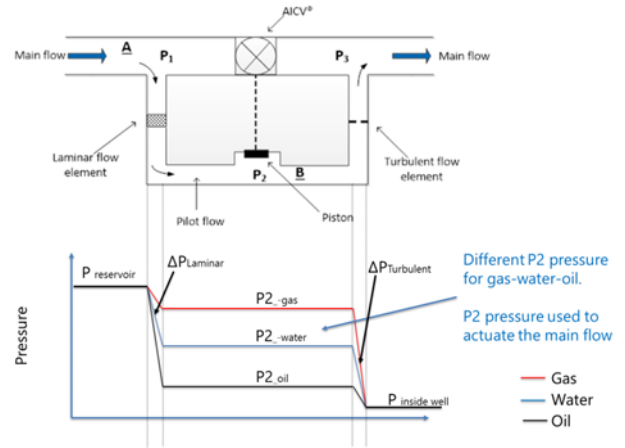 AICV Φ
Main flow
A
P1
P3
Main flow
Laminar flow
element
Turbulent flow
element
P2
B
Pilot flow
Piston
P reservoir
ΔPLaminar
ΔPTurbulent
Different P2 pressure
for gas-water-oil.
P2 pressure used to
actuate the main flow
P2_-gas
P2_-water
P2_oil
P inside well
Pressure
Gas
Water
Oil